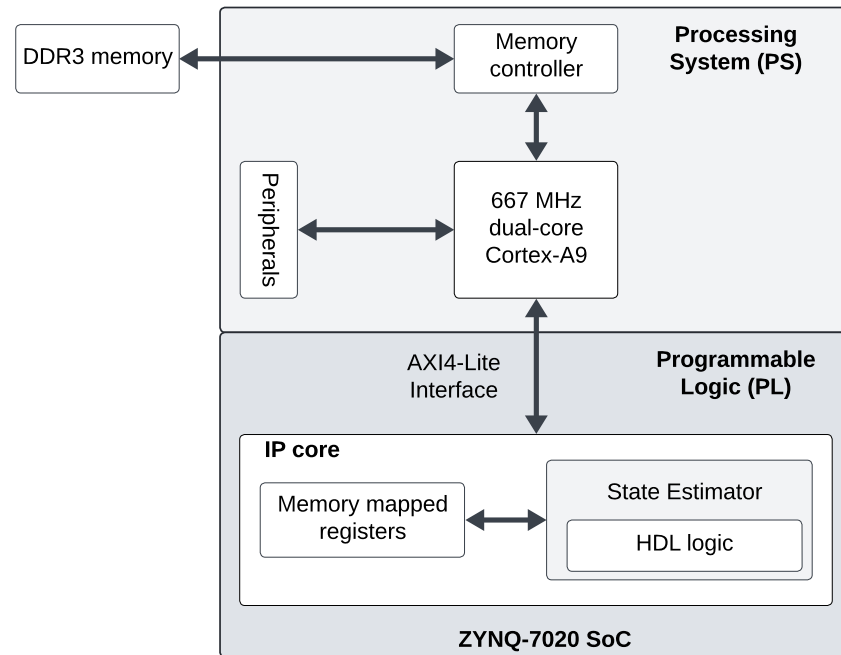 DDR3 memory
Memory
controller
Processing
System (PS)
Peripherals
667 MHz
dual-core
Cortex-A9
AXI4-Lite
Interface
Programmable
Logic (PL)
IP core
Memory mapped
registers
State Estimator
HDL logic
ZYNQ-7020 SoC